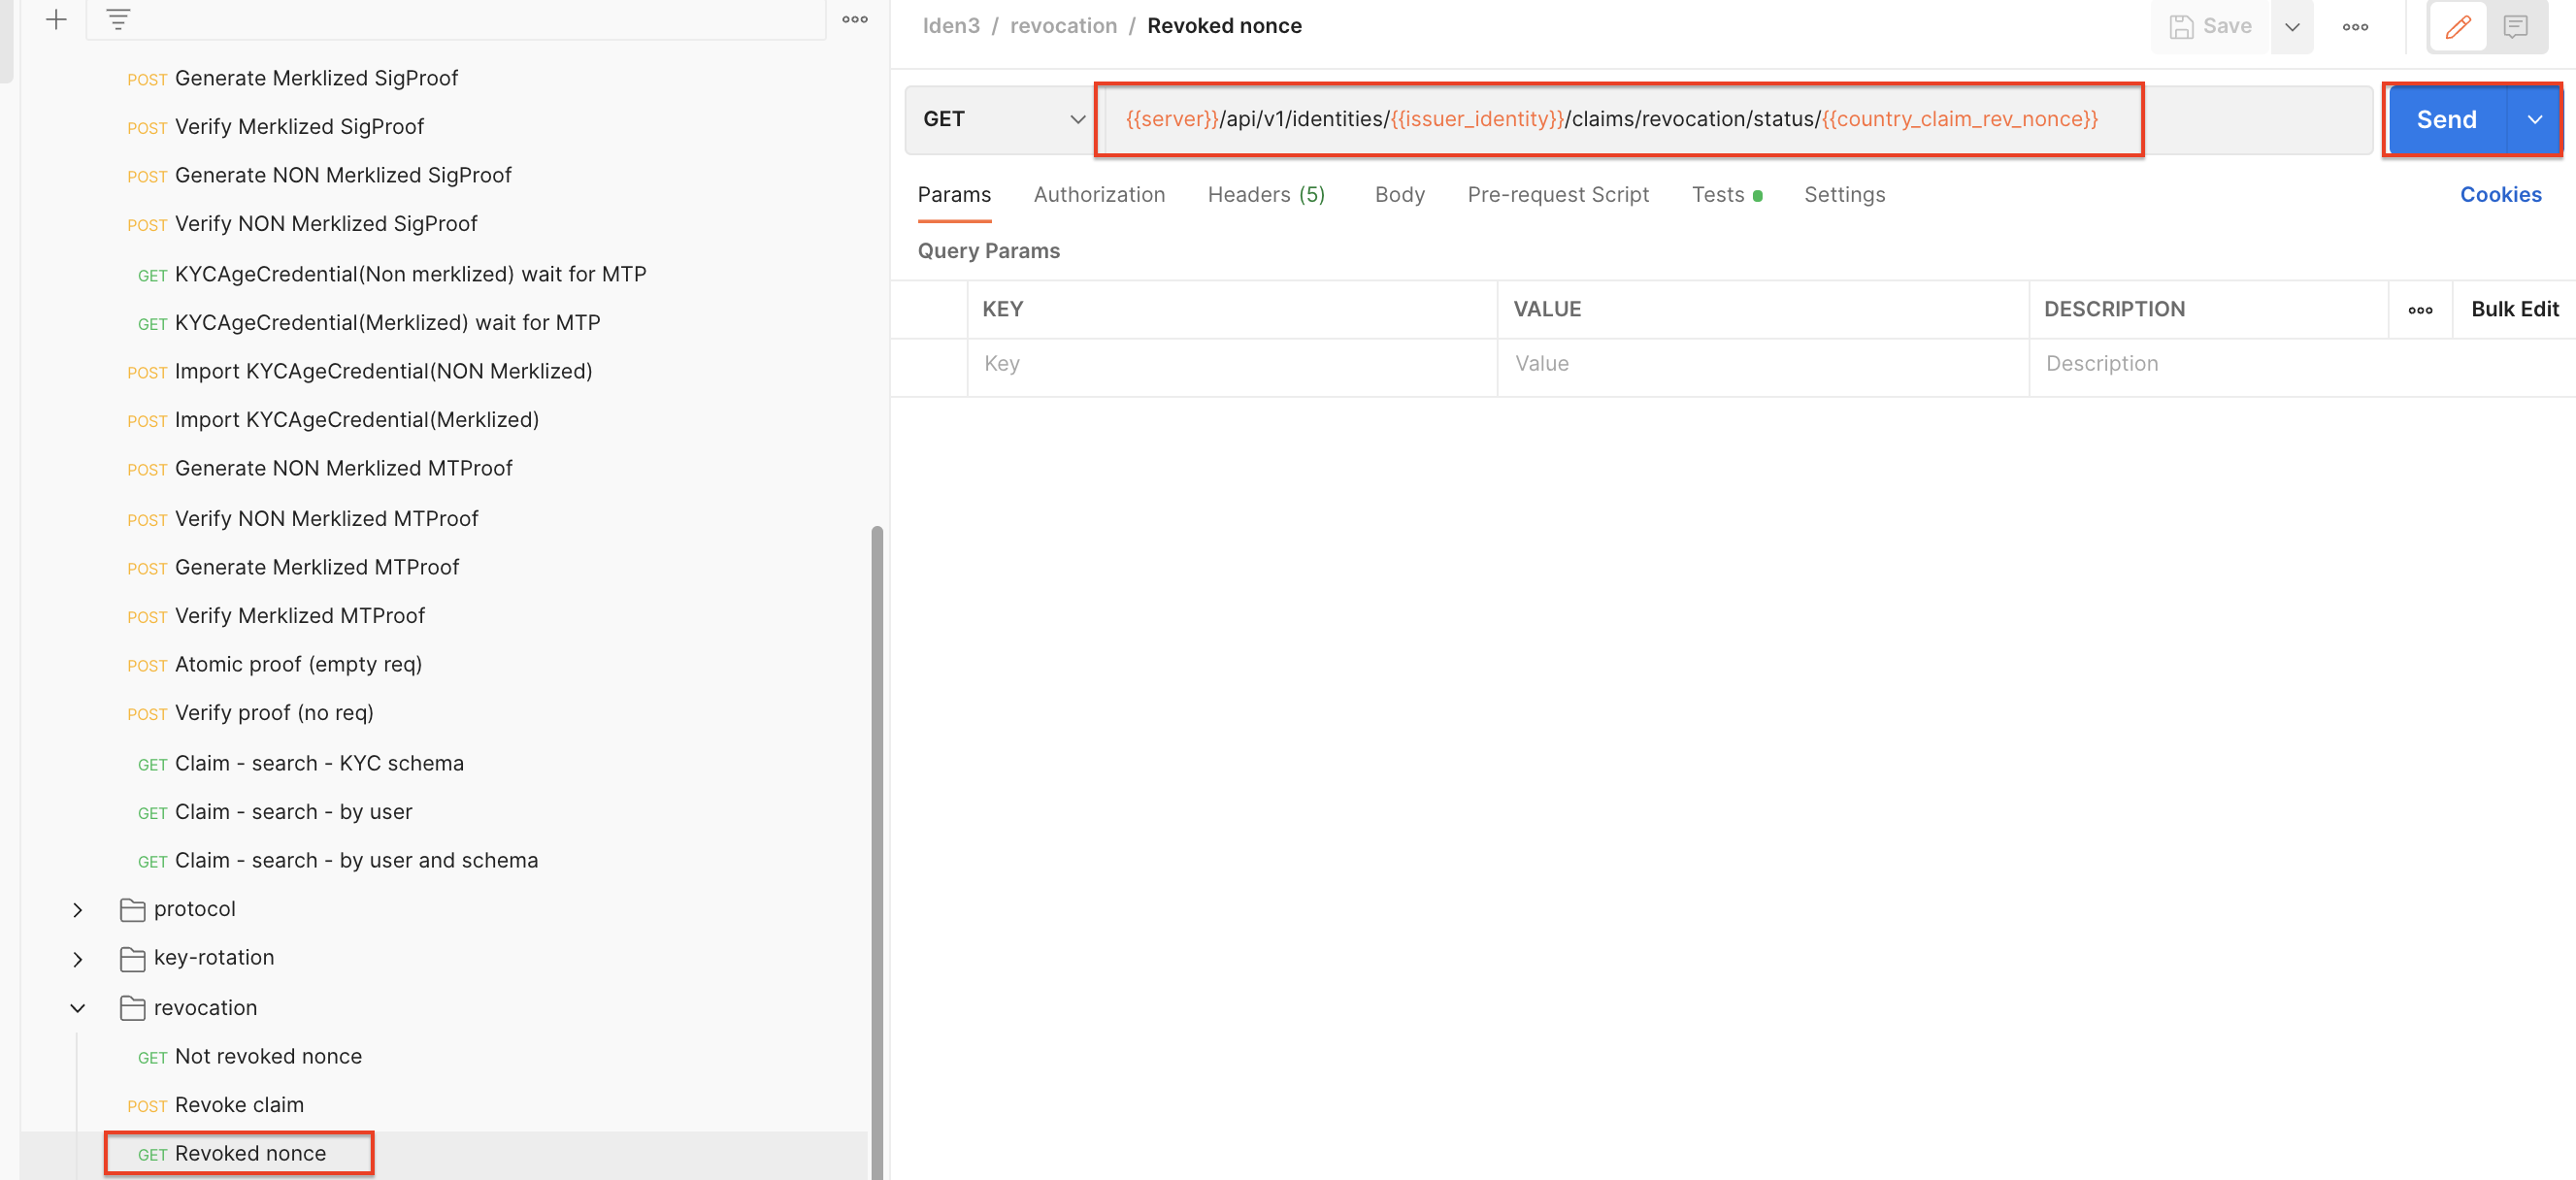 POST Generate Merklized SigProof
POST Verify Merklized SigProof
POST Generate NON Merklized SigProof
POST Verify NON Merklized SigProof
GET KYCAgeCredential(Non merklized) wait for MTP
GET KYCAgeCredential(Merklized) wait for MTP
POST Import KYCAgeCredential(NON Merklized)
POST Import KYCAgeCredential(Merklized)
POST Generate NON Merklized MTProof
POST Verify NON Merklized MTProof
POST Generate Merklized MTProof
POST Verify Merklized MTProof
POST Atomic proof (empty req)
POST Verify proof (no req)
GET Claim - search - KYC schema
GET Claim - search - by user
GET Claim - search - by user and schema
protocol
key-rotation
revocation
GET Not revoked nonce
POST Revoke claim
GET Revoked nonce
Iden3 / revocation / Revoked nonce
Save
GET {{server}}/api/v1/identities/{{issuer_identity}}/claims/revocation/status/{{country_claim_rev_nonce}} Send
Params Authorization Headers (5) Body Pre-request Script Tests Settings Cookies
Query Params
KEY VALUE DESCRIPTION Bulk Edit
Key Value Description